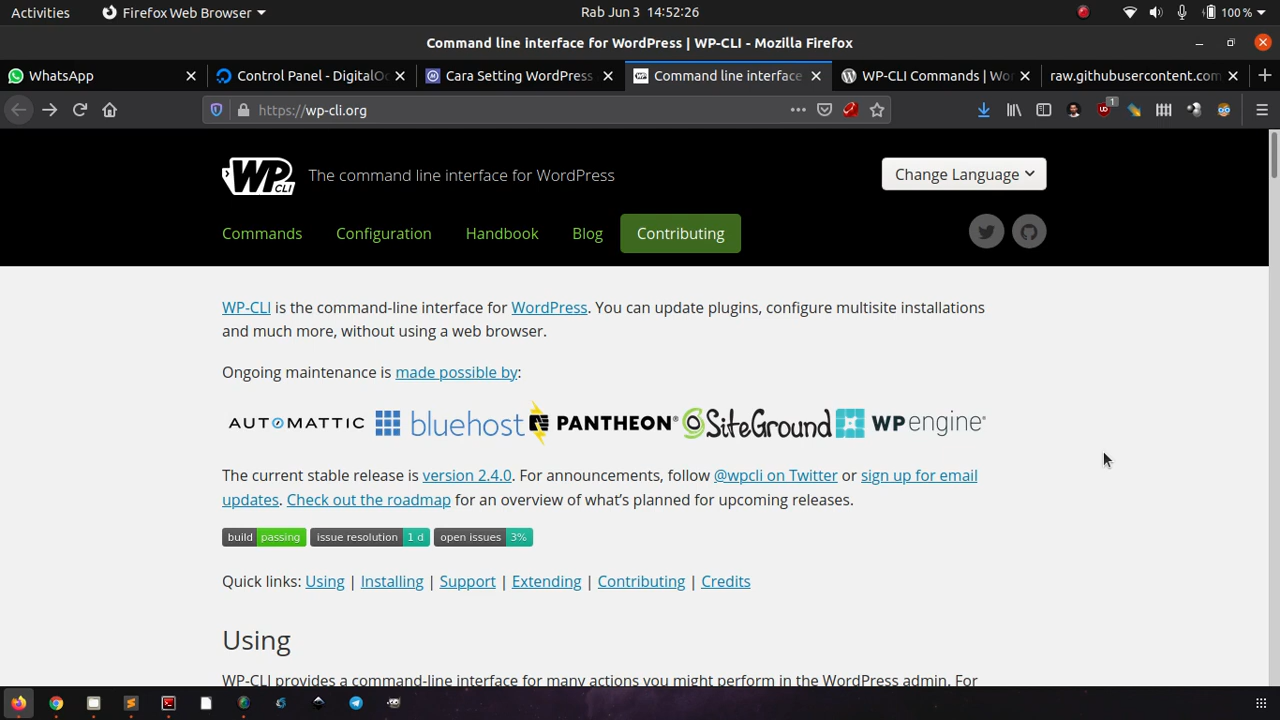 Activities
Firefox Web Browser
Rab Jun 3 14:52:26
100 %
Command line interface for WordPress | WP-CLI - Mozilla Firefox
WhatsApp
Control Panel - DigitalOc
Cara Setting WordPress
Command line interface
WP-CLI Commands | Wo
raw.githubusercontent.com
https://wp-cli.org
1
WP CLI
The command line interface for WordPress
Change Language
Commands
Configuration
Handbook
Blog
Contributing
WP-CLI is the command-line interface for WordPress. You can update plugins, configure multisite installations
and much more, without using a web browser.
Ongoing maintenance is made possible by:
AUTOMATTIC bluehost PANTHEON® SiteGround WP engine®
The current stable release is version 2.4.0. For announcements, follow @wpcli on Twitter or sign up for email
updates. Check out the roadmap for an overview of what's planned for upcoming releases.
build passing issue resolution 1 d open issues 3%
Quick links: Using | Installing | Support | Extending | Contributing | Credits
Using
WP-CLI provides a command-line interface for many actions you might perform in the WordPress admin. For